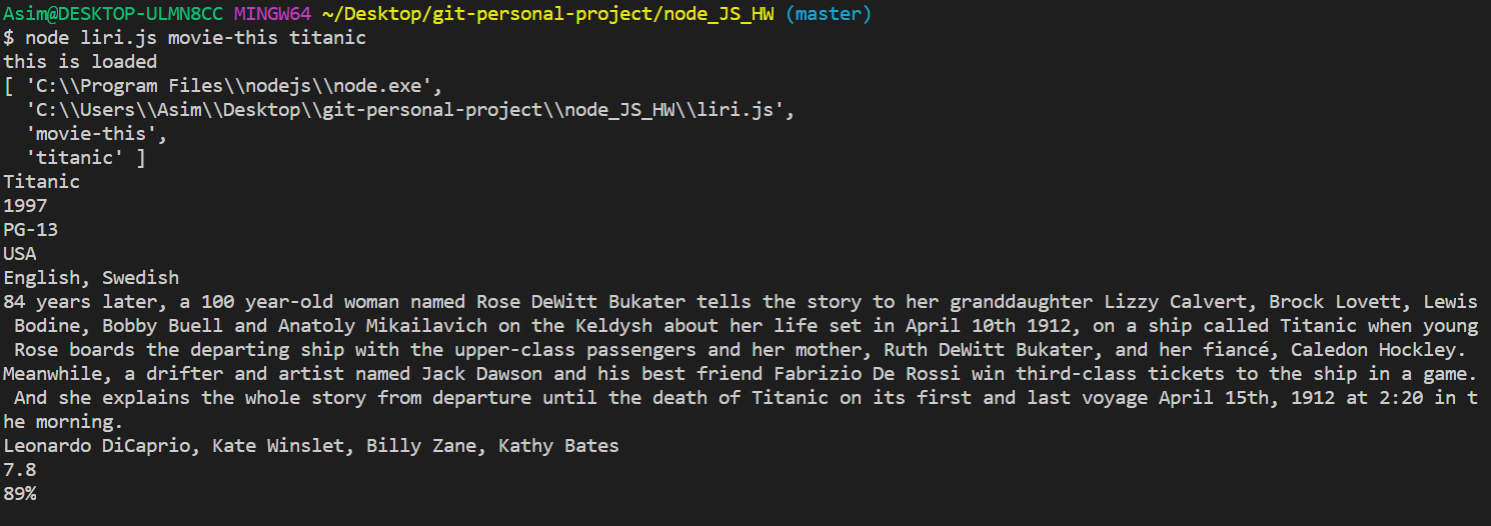 Asim@DESKTOP-ULMN8CC MINGW64 ~/Desktop/git-personal-project/node_JS_HW (master)
$ node liri.js movie-this titanic
this is loaded
[ 'C:\\Program Files\\nodejs\\node.exe',
  'C:\\Users\\Asim\\Desktop\\git-personal-project\\node_JS_HW\\liri.js',
  'movie-this',
  'titanic' ]
Titanic
1997
PG-13
USA
English, Swedish
84 years later, a 100 year-old woman named Rose DeWitt Bukater tells the story to her granddaughter Lizzy Calvert, Brock Lovett, Lewis
 Bodine, Bobby Buell and Anatoly Mikailavich on the Keldysh about her life set in April 10th 1912, on a ship called Titanic when young
 Rose boards the departing ship with the upper-class passengers and her mother, Ruth DeWitt Bukater, and her fiancé, Caledon Hockley.
Meanwhile, a drifter and artist named Jack Dawson and his best friend Fabrizio De Rossi win third-class tickets to the ship in a game.
 And she explains the whole story from departure until the death of Titanic on its first and last voyage April 15th, 1912 at 2:20 in t
he morning.
Leonardo DiCaprio, Kate Winslet, Billy Zane, Kathy Bates
7.8
89%